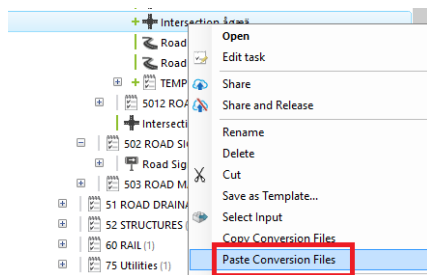 Intersection ågæä
Road
Road
TEMP
5012 ROA
Intersecti
502 ROAD SI
Road Sig
503 ROAD M
51 ROAD DRAINA
52 STRUCTURES (
60 RAIL (1)
75 Utilities (1)
Open
Edit task
Share
Share and Release
Rename
Delete
Cut
Save as Template...
Select Input
Copy Conversion Files
Paste Conversion Files